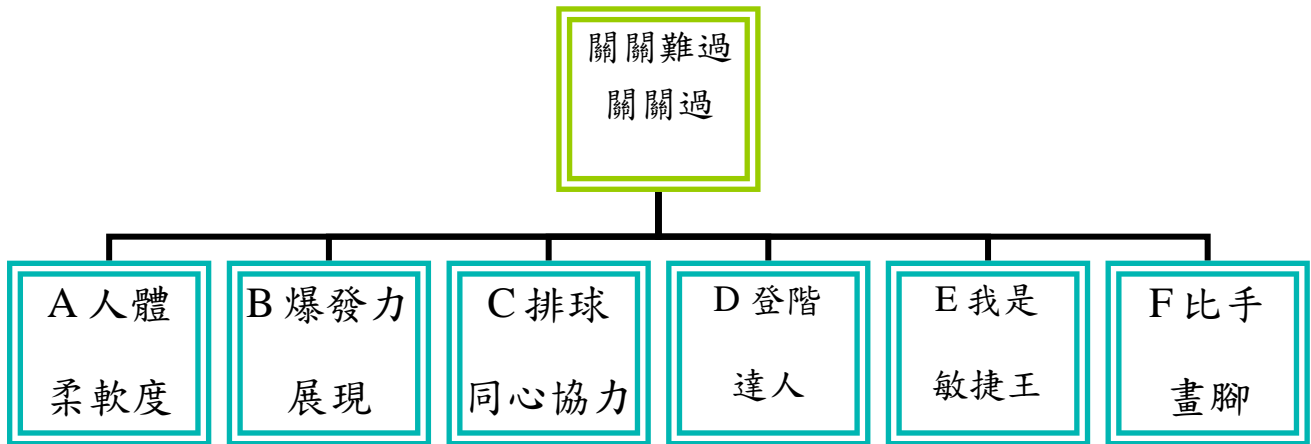 關關難過
關關過
A 人體
柔軟度
B 爆發力
展現
C 排球
同心協力
D 登階
達人
E 我是
敏捷王
F 比手
畫腳